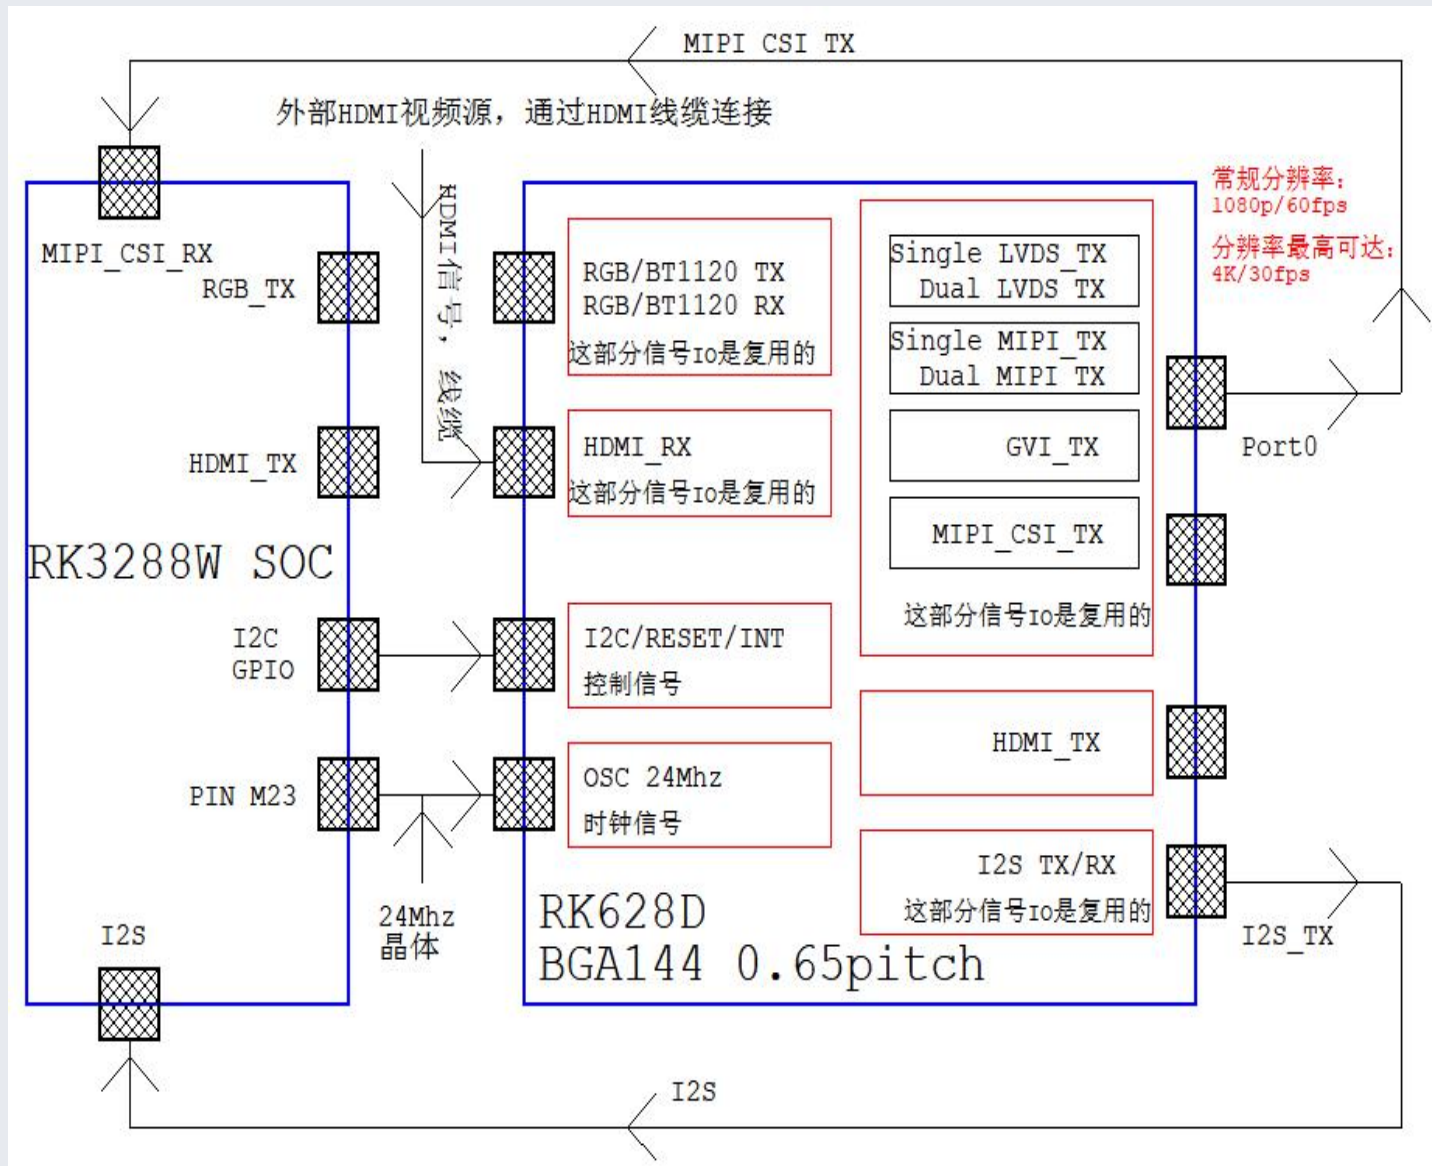 MIPI CSI TX
外部HDMI视频源，通过HDMI线缆连接
HDMI信号，线缆
常规分辨率：
1080p/60fps
分辨率最高可达：
4K/30fps
MIPI_CSI_RX
RGB_TX
HDMI_TX
RK3288W SOC
I2C
GPIO
PIN M23
I2S
24Mhz
晶体
RGB/BT1120 TX
RGB/BT1120 RX
这部分信号IO是复用的
HDMI_RX
这部分信号IO是复用的
I2C/RESET/INT
控制信号
OSC 24Mhz
时钟信号
RK628D
BGA144 0.65pitch
Single LVDS_TX
Dual LVDS_TX
Single MIPI_TX
Dual MIPI_TX
GVI_TX
MIPI_CSI_TX
这部分信号IO是复用的
HDMI_TX
I2S TX/RX
这部分信号IO是复用的
Port0
I2S_TX
I2S